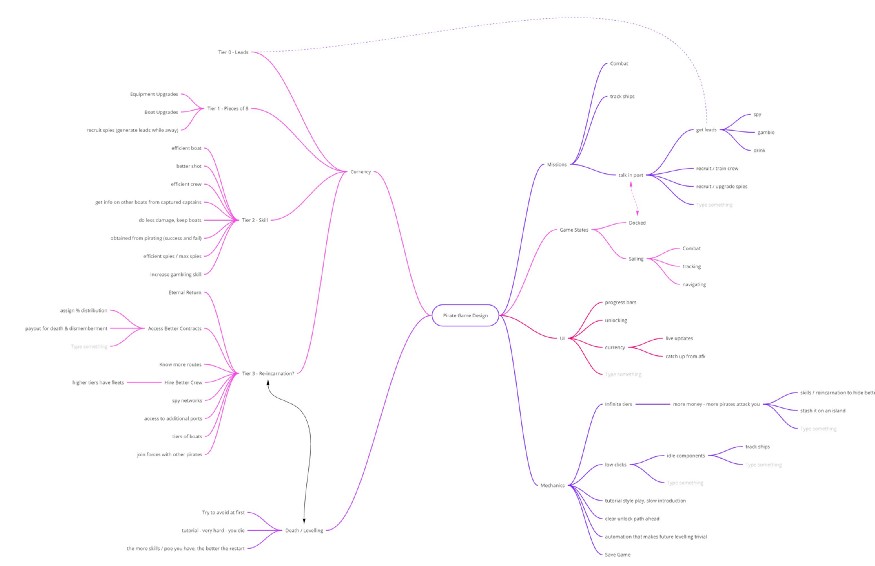 Pirate Game Design
Currency
Tier 0 - Leads
Tier 1 - Pieces of 8
Equipment Upgrades
Boat Upgrades
recruit spies (generate leads while away)
Tier 2 - Skill
efficient boat
better shot
efficient crew
get info on other boats from captured captains
do less damage, keep boats
obtained from pirating (success and fail)
efficient spies / max spies
increase gambling skill
Tier 3 - Reincarnation?
Eternal Return
Access Better Contracts
assign % distribution
payout for death & dismemberment
Type something
Know more routes
Hire Better Crew
higher tiers have fleets
spy networks
access to additional ports
tiers of boats
join forces with other pirates
Death / Levelling
Try to avoid at first
tutorial - very hard - you die
the more skills / poe you have, the better the restart
Missions
Combat
track ships
talk in port
get leads
spy
gamble
crew
recruit / train crew
recruit / upgrade spies
Type something
Game States
Docked
Sailing
Combat
tracking
navigating
UI
progress bars
unlocking
currency
live updates
catch up from afk
Type something
Mechanics
infinite tiers
more money - more pirates attack you
skills / reincarnation to hide bett
stash it on an island
Type something
low clicks
idle components
track ships
Type something
Type something
tutorial style play, slow introduction
clear unlock path ahead
automation that makes future levelling trivial
Save Game